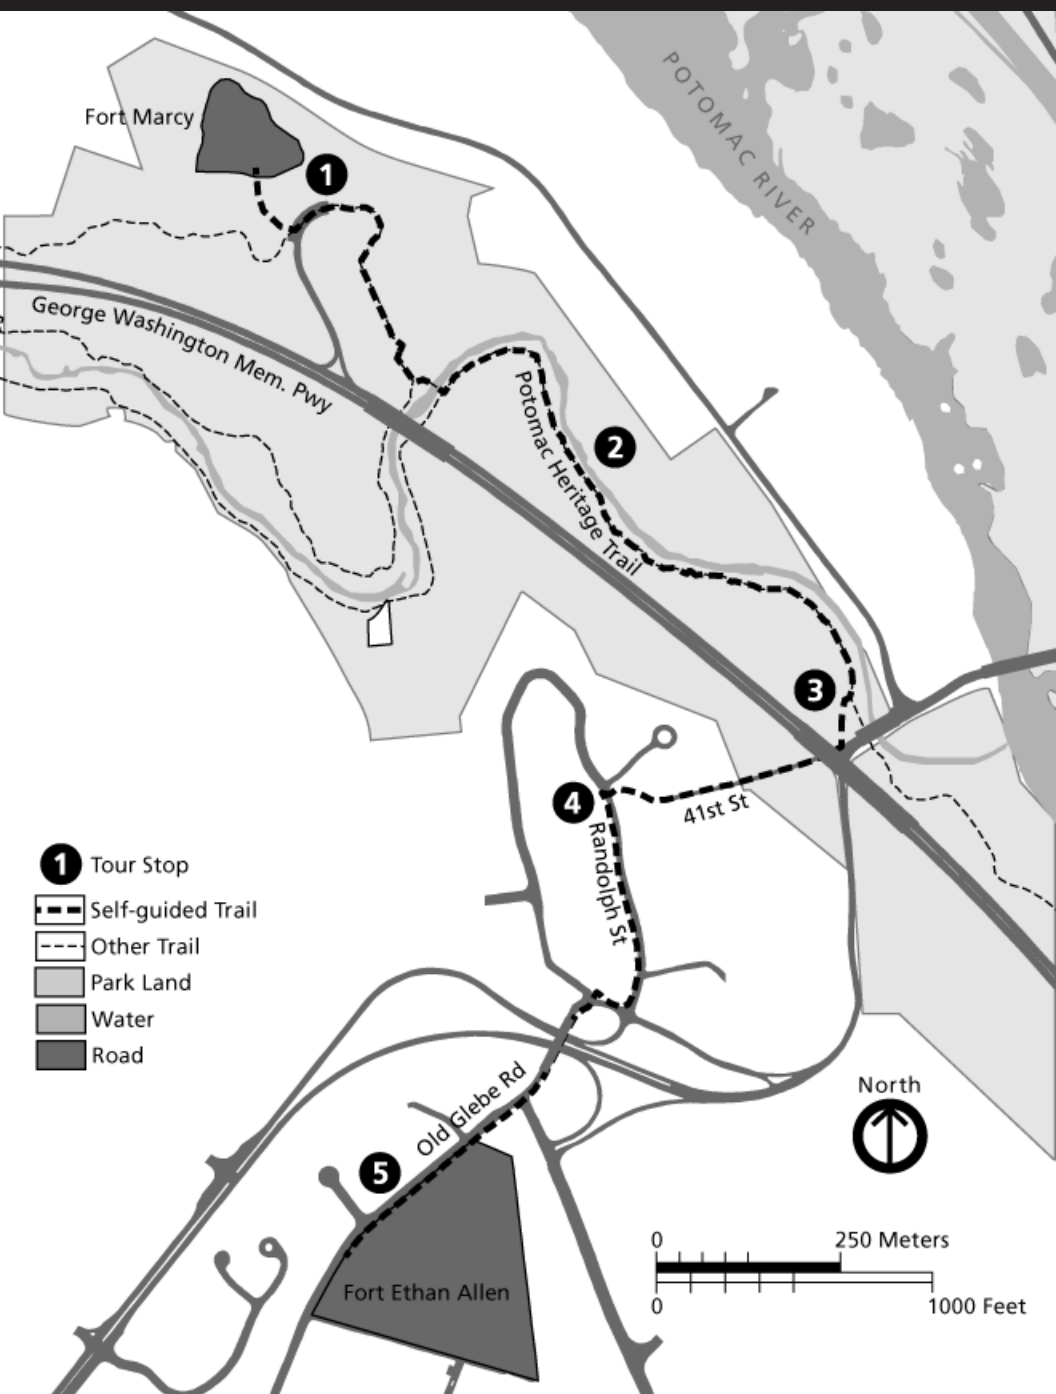 POTOMAC RIVER
Fort Marcy
1
George Washington Mem. Pwy
Potomac Heritage Trail
2
3
4
41st St
Randolph St
1 Tour Stop
Self-guided Trail
Other Trail
Park Land
Water
Road
Old Glebe Rd
North
5
Fort Ethan Allen
0 250 Meters
0 1000 Feet